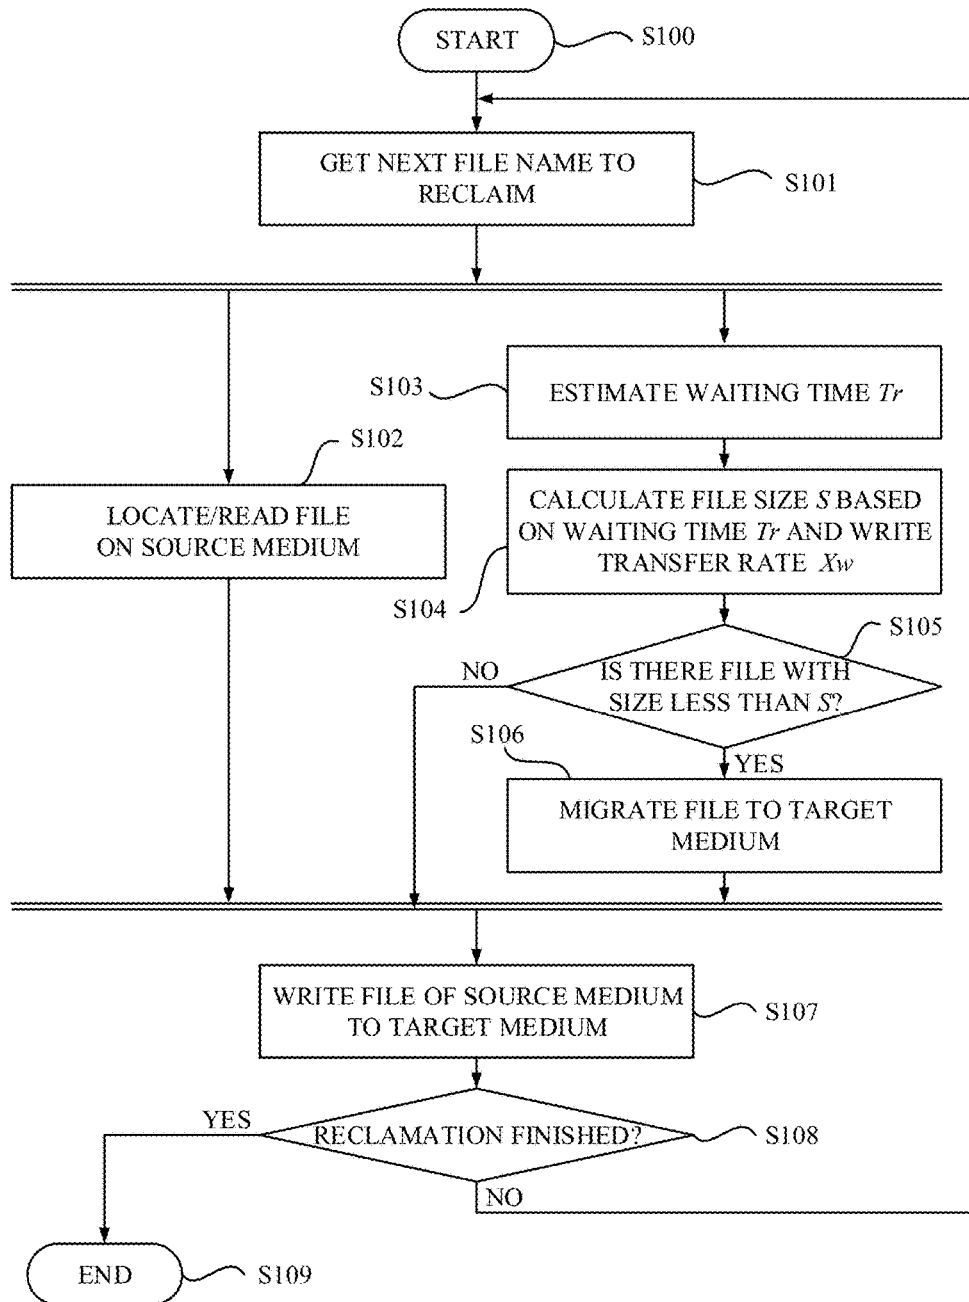 START
S100
GET NEXT FILE NAME TO
RECLAIM
S101
S103
ESTIMATE WAITING TIME Tr
S102
LOCATE/READ FILE
ON SOURCE MEDIUM
CALCULATE FILE SIZE S BASED
ON WAITING TIME Tr AND WRITE
TRANSFER RATE Xw
S104
S105
NO
IS THERE FILE WITH
SIZE LESS THAN S?
S106
YES
MIGRATE FILE TO TARGET
MEDIUM
WRITE FILE OF SOURCE MEDIUM
TO TARGET MEDIUM
S107
YES
RECLAMATION FINISHED?
S108
NO
END
S109